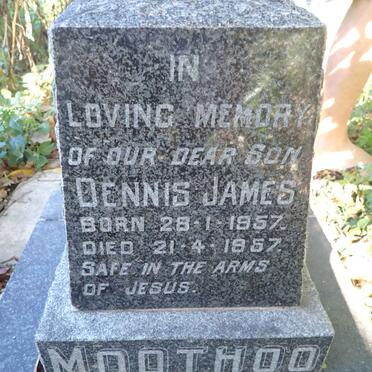 IN
LOVING MEMORY
OF OUR DEAR SON
DENNIS JAMES
BORN 28-1-1957.
DIED 21-4-1957.
SAFE IN THE ARMS
OF JESUS.
MOOTHOO